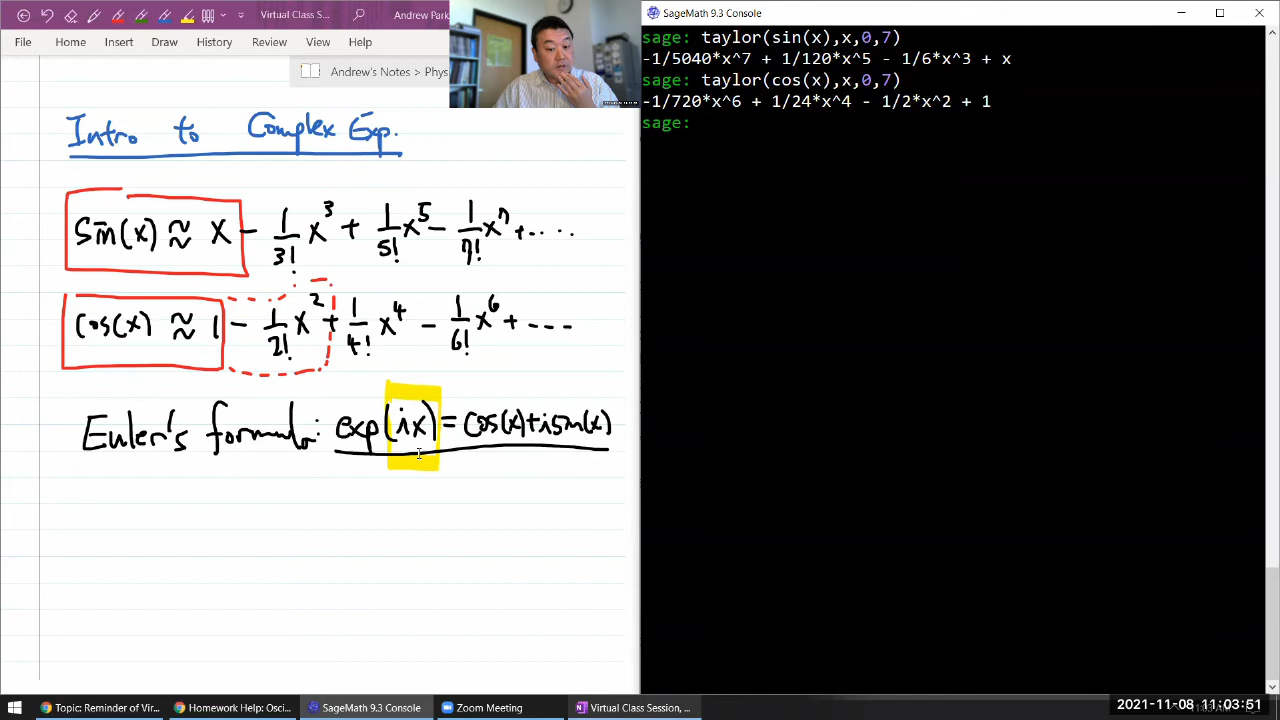 Virtual Class Sess
Andrew Park
SageMath 9.3 Console
File Home Insert Draw History Review View Help
Andrew's Notes > Phys
sage: taylor(sin(x),x,0,7)
-1/5040*x^7 + 1/120*x^5 - 1/6*x^3 + x
sage: taylor(cos(x),x,0,7)
-1/720*x^6 + 1/24*x^4 - 1/2*x^2 + 1
sage:
Intro to Complex Exp.
Sin(x) ≈ x - 1/3! x^3 + 1/5! x^5 - 1/7! x^7 + ....
Cos(x) ≈ 1 - 1/2! x^2 + 1/4! x^4 - 1/6! x^6 + ----
Euler's formula: exp(ix) = cos(x)+isin(x)
Topic: Reminder of Vir... Homework Help: Osci... SageMath 9.3 Console Zoom Meeting Virtual Class Session,...
2021-11-08 11:03:51